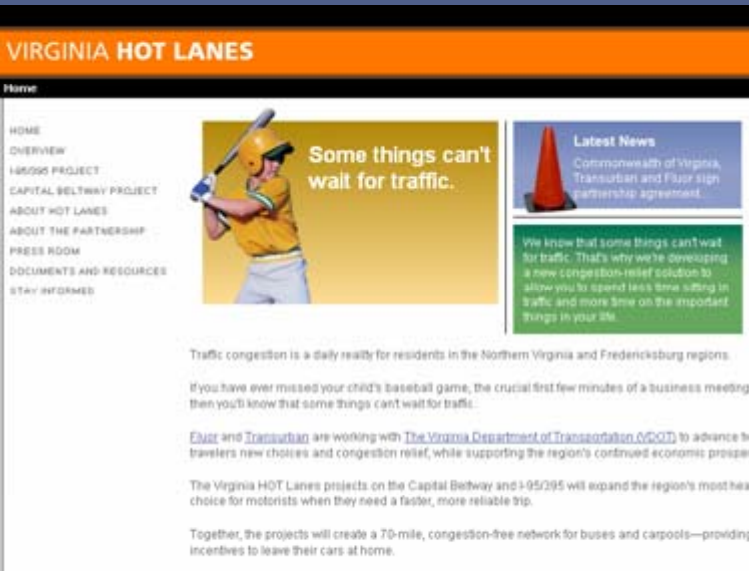 VIRGINIA HOT LANES
Home
HOME
OVERVIEW
I-95/395 PROJECT
CAPITAL BELTWAY PROJECT
ABOUT HOT LANES
ABOUT THE PARTNERSHIP
PRESS ROOM
DOCUMENTS AND RESOURCES
STAY INFORMED
Some things can't
wait for traffic.
Latest News
Commonwealth of Virginia,
Transurban and Fluor sign
partnership agreement...
We know that some things can't wait
for traffic. That's why we're developing
a new congestion-relief solution to
allow you to spend less time sitting in
traffic and more time on the important
things in your life.
Traffic congestion is a daily reality for residents in the Northern Virginia and Fredericksburg regions.
If you have ever missed your child's baseball game, the crucial first few minutes of a business meeting
then you'll know that some things can't wait for traffic.
Fluor and Transurban are working with The Virginia Department of Transportation (VDOT) to advance
travelers new choices and congestion relief, while supporting the region's continued economic
The Virginia HOT Lanes projects on the Capital Beltway and I-95/395 will expand the region's most
choice for motorists when they need a faster, more reliable trip.
Together, the projects will create a 70-mile, congestion-free network for buses and carpools—providing
incentives to leave their cars at home.